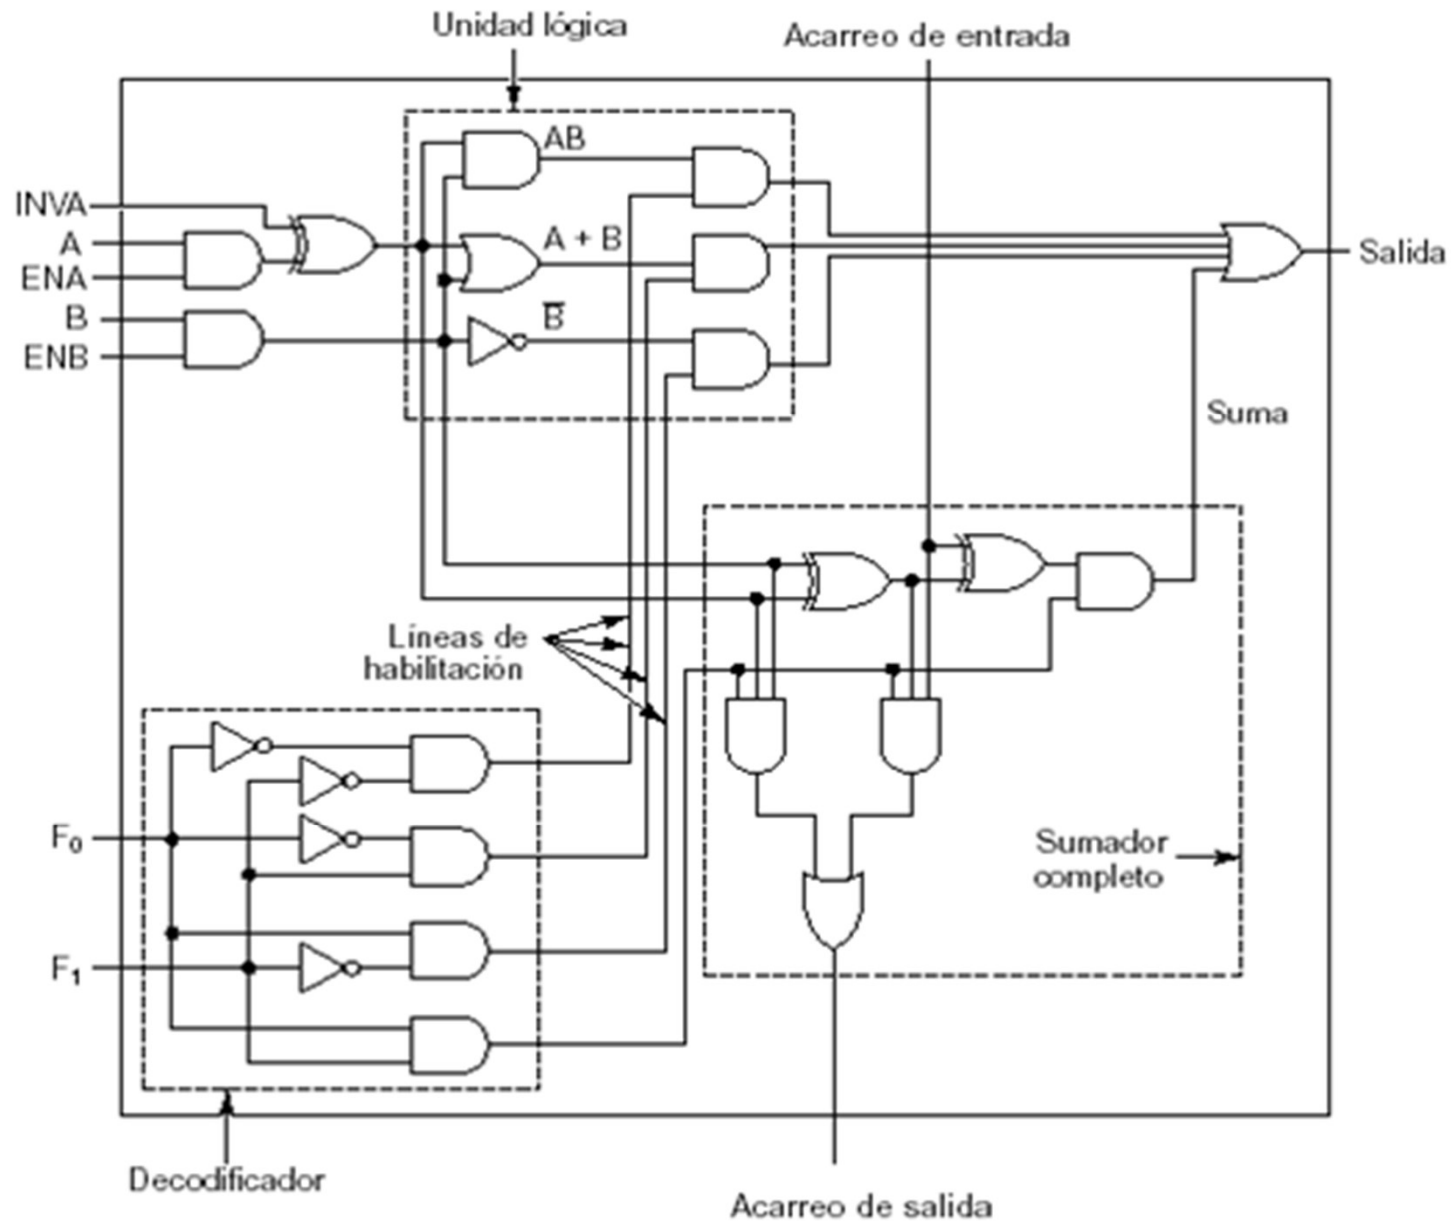 Unidad lógica
Acarreo de entrada
AB
INVA
A
A + B
Salida
ENA
B
B̅
ENB
Suma
Líneas de
habilitación
F₀
Sumador
completo
F₁
Decodificador
Acarreo de salida